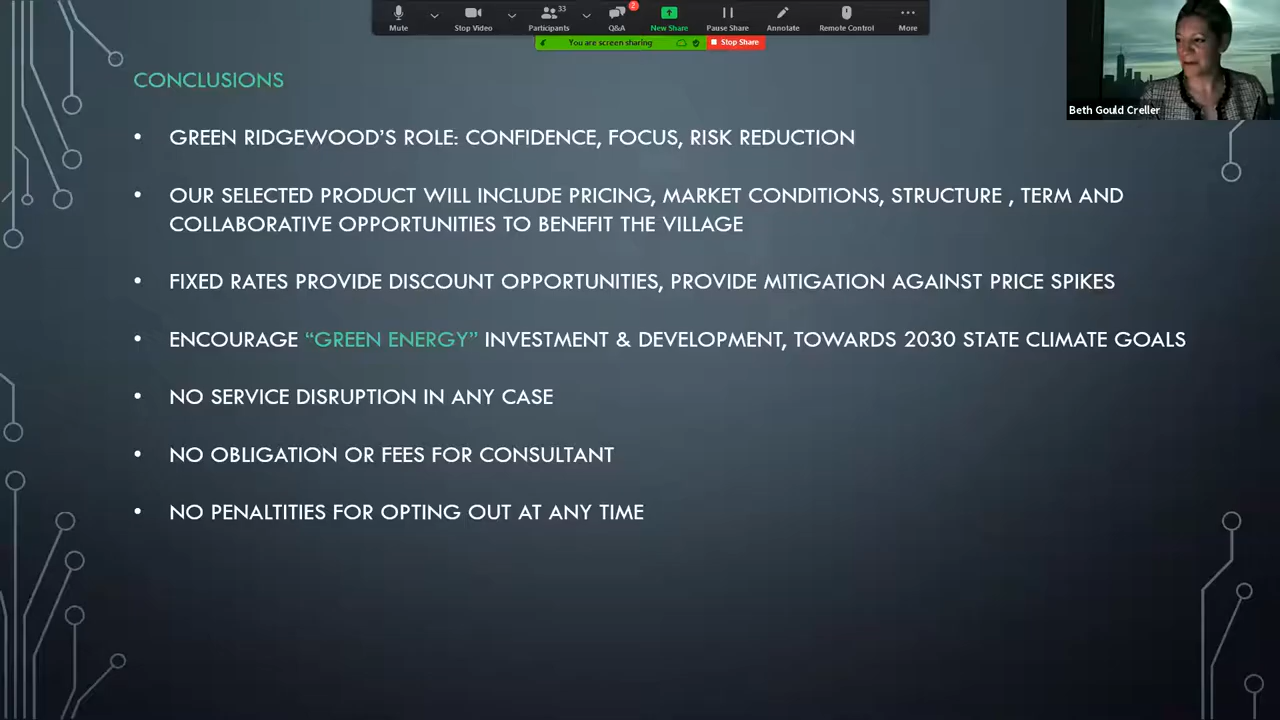 33
2
Mute
Stop Video
Participants
Q&A
New Share
Pause Share
Annotate
Remote Control
More
You are screen sharing
Stop Share
Beth Gould Creller
CONCLUSIONS
• GREEN RIDGEWOOD'S ROLE: CONFIDENCE, FOCUS, RISK REDUCTION
• OUR SELECTED PRODUCT WILL INCLUDE PRICING, MARKET CONDITIONS, STRUCTURE , TERM AND
COLLABORATIVE OPPORTUNITIES TO BENEFIT THE VILLAGE
• FIXED RATES PROVIDE DISCOUNT OPPORTUNITIES, PROVIDE MITIGATION AGAINST PRICE SPIKES
• ENCOURAGE “GREEN ENERGY” INVESTMENT & DEVELOPMENT, TOWARDS 2030 STATE CLIMATE GOALS
• NO SERVICE DISRUPTION IN ANY CASE
• NO OBLIGATION OR FEES FOR CONSULTANT
• NO PENALTITIES FOR OPTING OUT AT ANY TIME